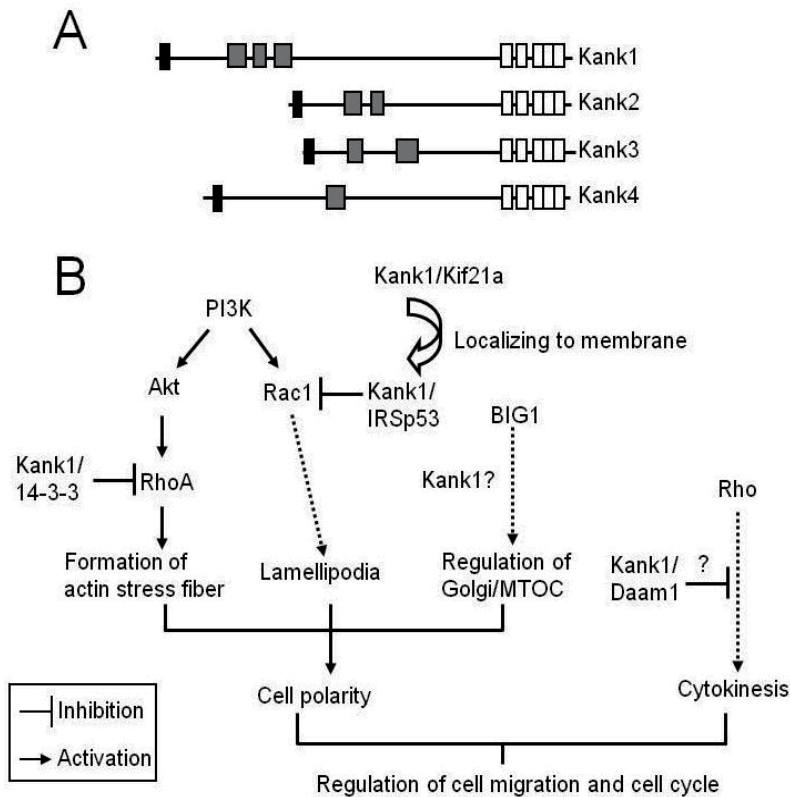 A
Kank1
Kank2
Kank3
Kank4
B
Kank1/Kif21a
PI3K
Localizing to membrane
Akt
Rac1
Kank1/
IRSp53
BIG1
Kank1/
14-3-3
RhoA
Kank1?
Rho
Formation of
actin stress fiber
Lamellipodia
Regulation of
Golgi/MTOC
Kank1/
Daam1
?
Cell polarity
Cytokinesis
Inhibition
Activation
Regulation of cell migration and cell cycle